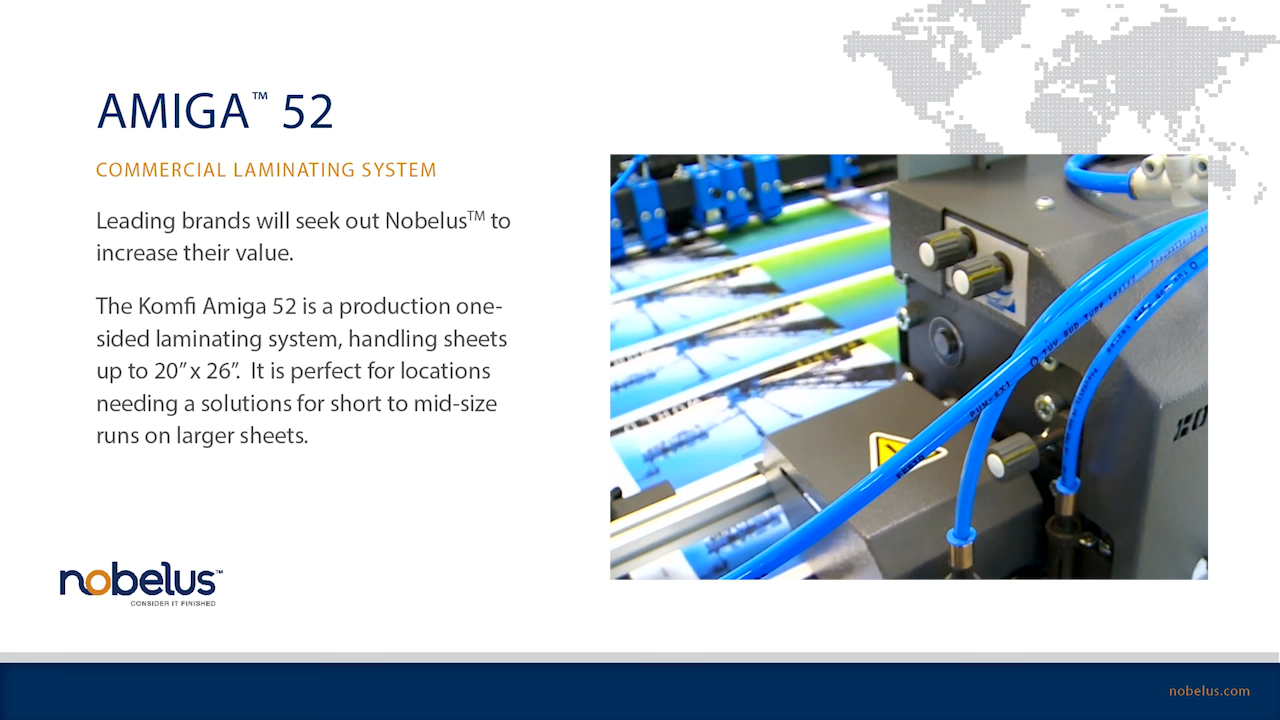 AMIGA™ 52
COMMERCIAL LAMINATING SYSTEM
Leading brands will seek out Nobelus™ to
increase their value.
The Komfi Amiga 52 is a production one-
sided laminating system, handling sheets
up to 20” x 26”.  It is perfect for locations
needing a solutions for short to mid-size
runs on larger sheets.
PUN-6X1
nobelus™
CONSIDER IT FINISHED
nobelus.com